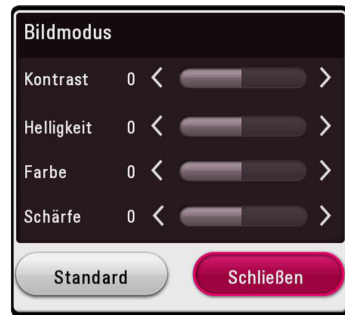 Bildmodus
Kontrast 0
Helligkeit 0
Farbe 0
Schärfe 0
Standard Schließen